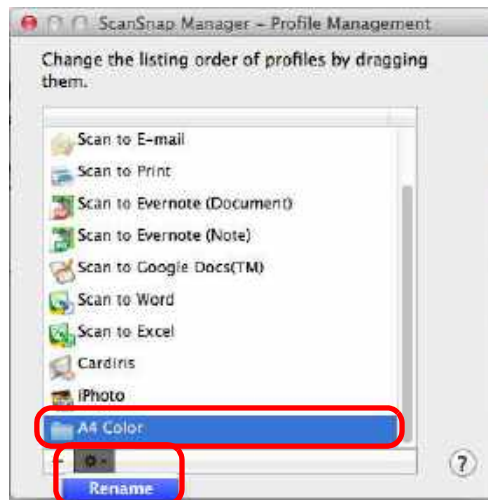 ScanSnap Manager - Profile Management
Change the listing order of profiles by dragging
them.
Scan to E-mail
Scan to Print
Scan to Evernote (Document)
Scan to Evernote (Note)
Scan to Google Docs(TM)
Scan to Word
Scan to Excel
Cardiris
iPhoto
A4 Color
?
Rename